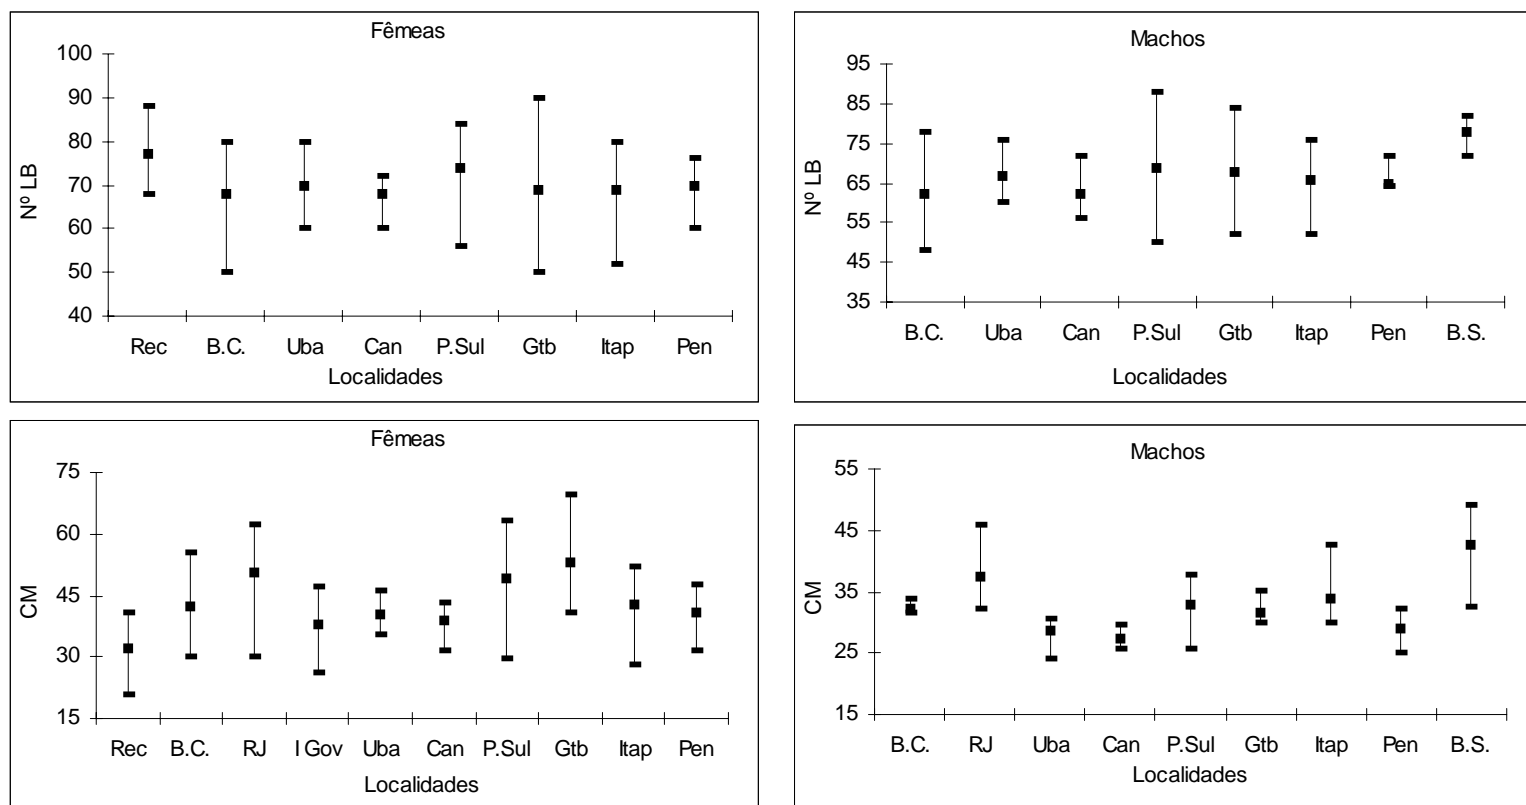 Fêmeas
Nº LB
100
90
80
70
60
50
40
Rec B.C. Uba Can P.Sul Gtb Itap Pen
Localidades
Machos
Nº LB
95
85
75
65
55
45
35
B.C. Uba Can P.Sul Gtb Itap Pen B.S.
Localidades
Fêmeas
CM
75
60
45
30
15
Rec B.C. RJ I Gov Uba Can P.Sul Gtb Itap Pen
Localidades
Machos
CM
55
45
35
25
15
B.C. RJ Uba Can P.Sul Gtb Itap Pen B.S.
Localidades